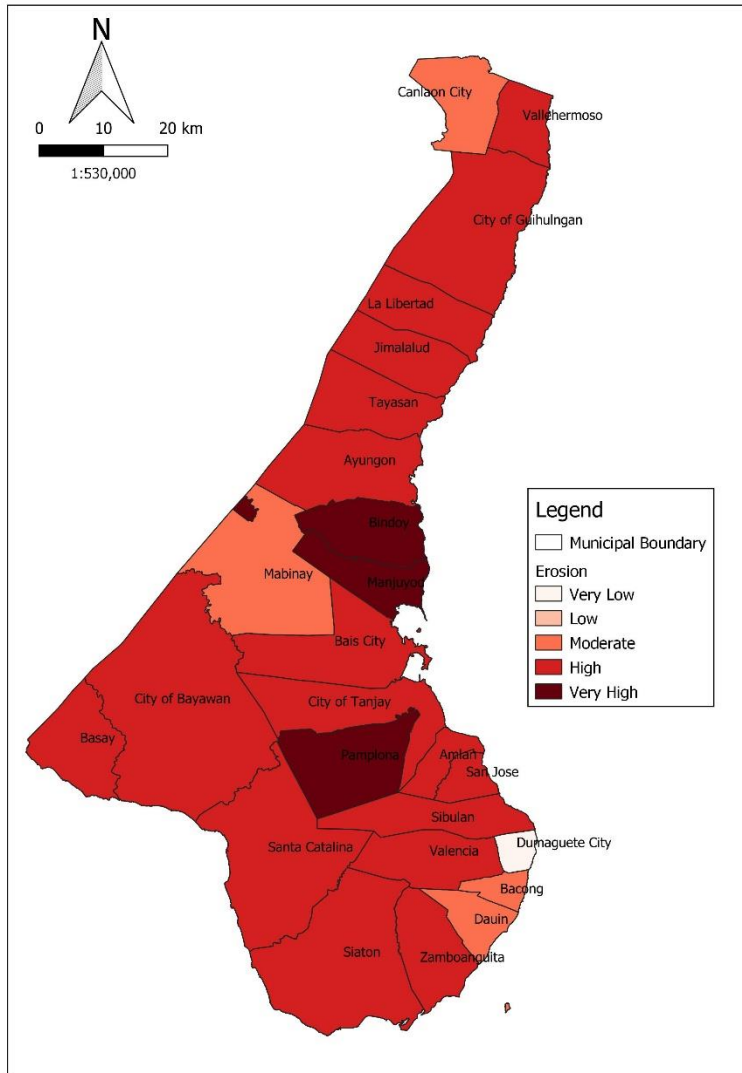 N
0 10 20 km
1:530,000
Canlaon City
Vallehermoso
City of Guihulngan
La Libertad
Jimalalud
Tayasan
Ayungon
Bindoy
Mabinay
Manjuyod
Bais City
City of Bayawan
City of Tanjay
Basay
Pamplona
Amlan
San Jose
Sibulan
Santa Catalina
Valencia
Dumaguete City
Bacong
Dauin
Siaton
Zamboanguita
Legend
Municipal Boundary
Erosion
Very Low
Low
Moderate
High
Very High